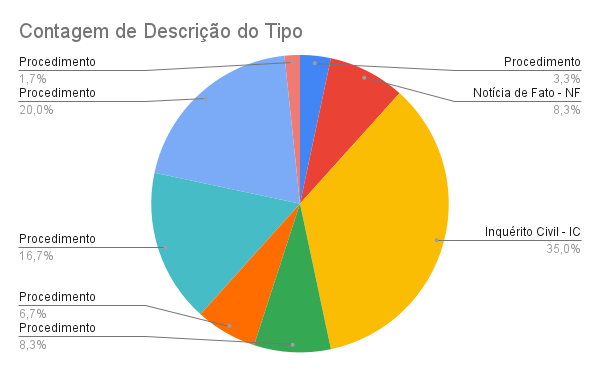 Contagem de Descrição do Tipo
Procedimento
1,7%
Procedimento
20,0%
Procedimento
16,7%
Procedimento
6,7%
Procedimento
8,3%
Procedimento
3,3%
Notícia de Fato - NF
8,3%
Inquérito Civil - IC
35,0%